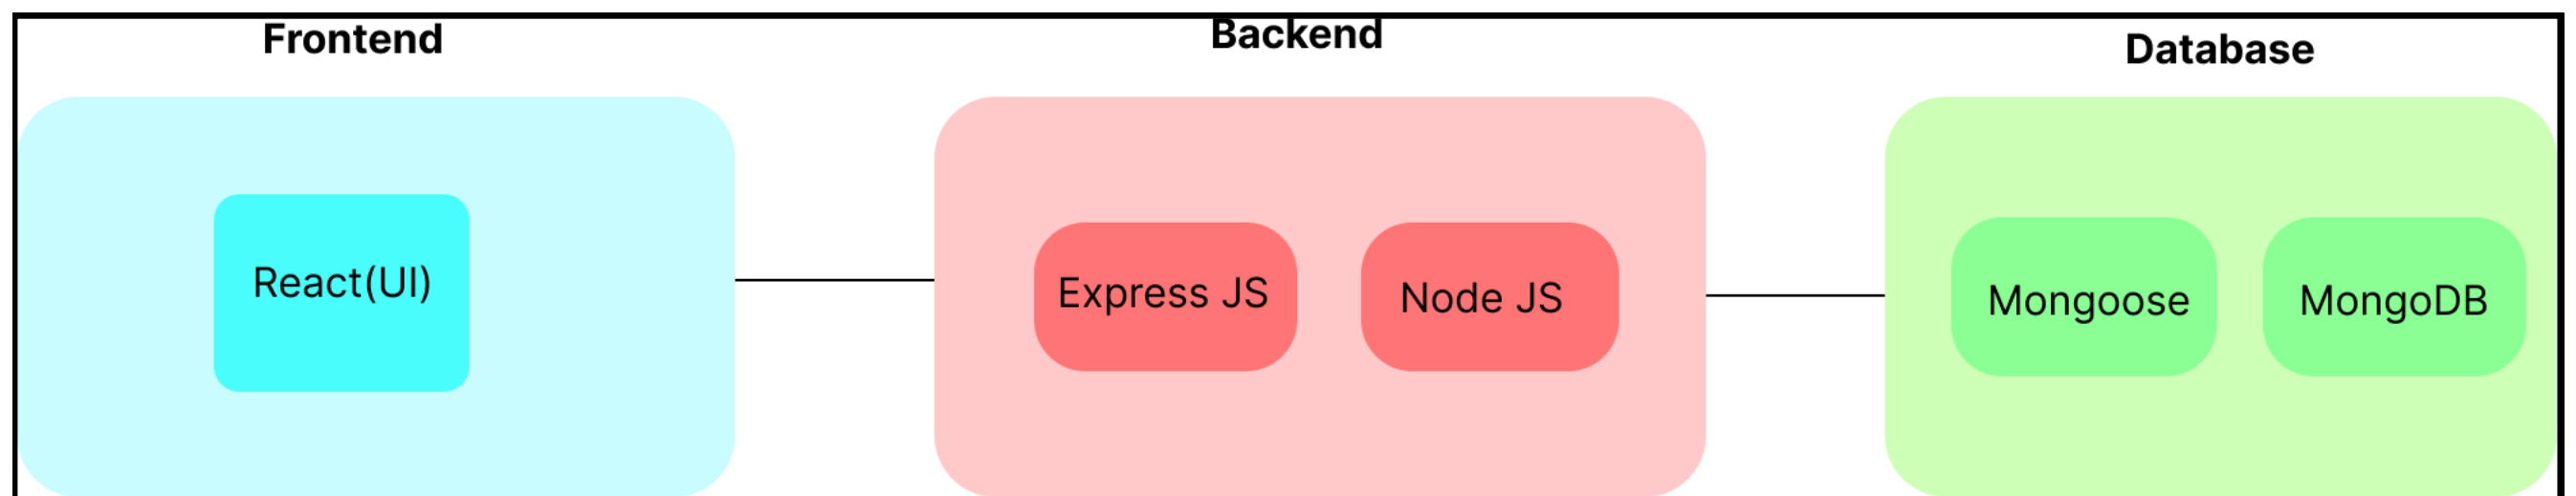 Frontend
Backend
Database
React(UI)
Express JS
Node JS
Mongoose
MongoDB